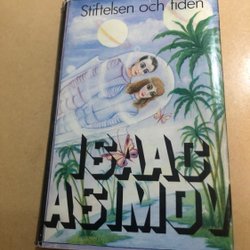 Stiftelsen och tiden
ISAAC
ASIMOV